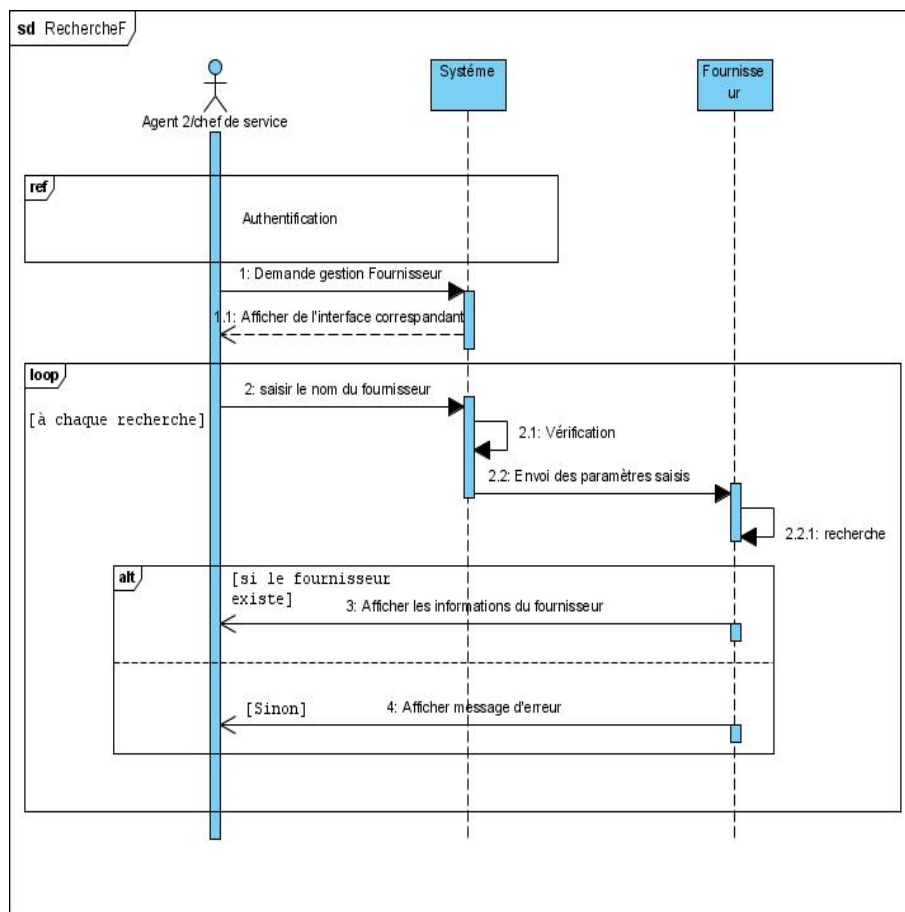 sd RechercheF
Systéme
Fournisse
ur
Agent 2/chef de service
ref
Authentification
1: Demande gestion Fournisseur
1.1: Afficher de l'interface correspandant
loop
2: saisir le nom du fournisseur
[à chaque recherche]
2.1: Vérification
2.2: Envoi des paramètres saisis
2.2.1: recherche
alt
[si le fournisseur
existe]
3: Afficher les informations du fournisseur
[Sinon]
4: Afficher message d'erreur